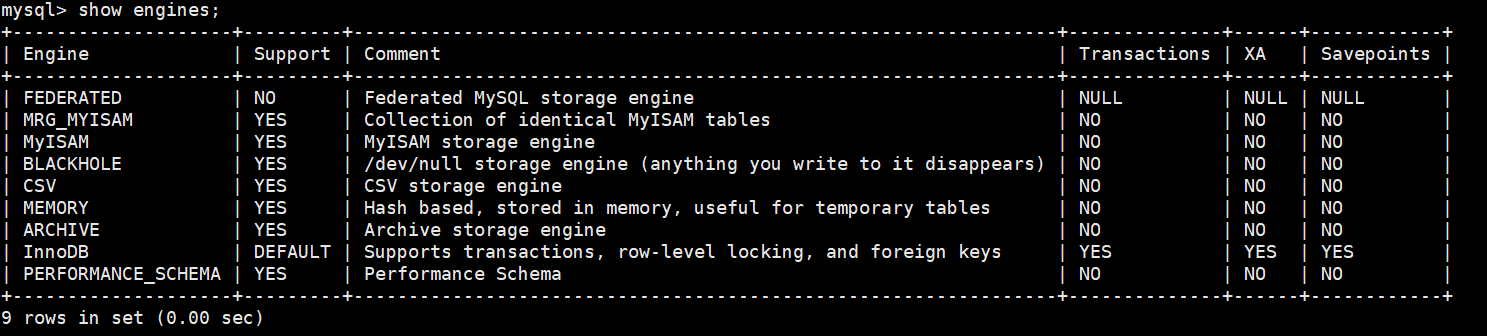 mysql> show engines;
+--------------------+---------+----------------------------------------------------------------+--------------+------+------------+
| Engine             | Support | Comment                                                        | Transactions | XA   | Savepoints |
+--------------------+---------+----------------------------------------------------------------+--------------+------+------------+
| FEDERATED          | NO      | Federated MySQL storage engine                                 | NULL         | NULL | NULL       |
| MRG_MYISAM         | YES     | Collection of identical MyISAM tables                          | NO           | NO   | NO         |
| MyISAM             | YES     | MyISAM storage engine                                          | NO           | NO   | NO         |
| BLACKHOLE          | YES     | /dev/null storage engine (anything you write to it disappears) | NO           | NO   | NO         |
| CSV                | YES     | CSV storage engine                                             | NO           | NO   | NO         |
| MEMORY             | YES     | Hash based, stored in memory, useful for temporary tables      | NO           | NO   | NO         |
| ARCHIVE            | YES     | Archive storage engine                                         | NO           | NO   | NO         |
| InnoDB             | DEFAULT | Supports transactions, row-level locking, and foreign keys     | YES          | YES  | YES        |
| PERFORMANCE_SCHEMA | YES     | Performance Schema                                             | NO           | NO   | NO         |
+--------------------+---------+----------------------------------------------------------------+--------------+------+------------+
9 rows in set (0.00 sec)